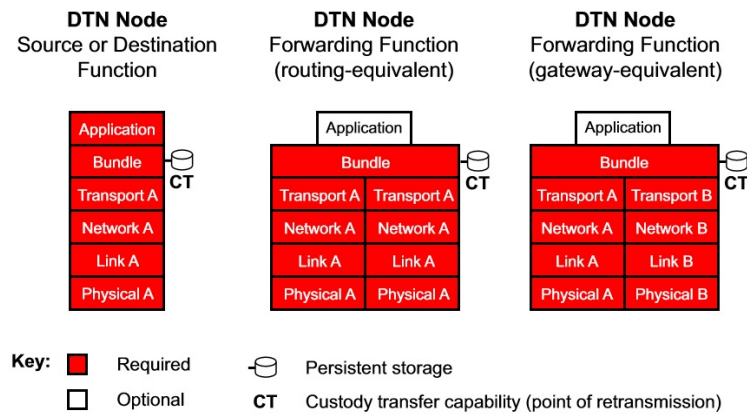 DTN Node
Source or Destination
Function
DTN Node
Forwarding Function
(routing-equivalent)
DTN Node
Forwarding Function
(gateway-equivalent)
Application
Bundle
CT
Transport A
Network A
Link A
Physical A
Application
Bundle
CT
Transport A Transport A
Network A Network A
Link A Link A
Physical A Physical A
Application
Bundle
CT
Transport A Transport B
Network A Network B
Link A Link B
Physical A Physical B
Key: Required Persistent storage
Optional CT Custody transfer capability (point of retransmission)